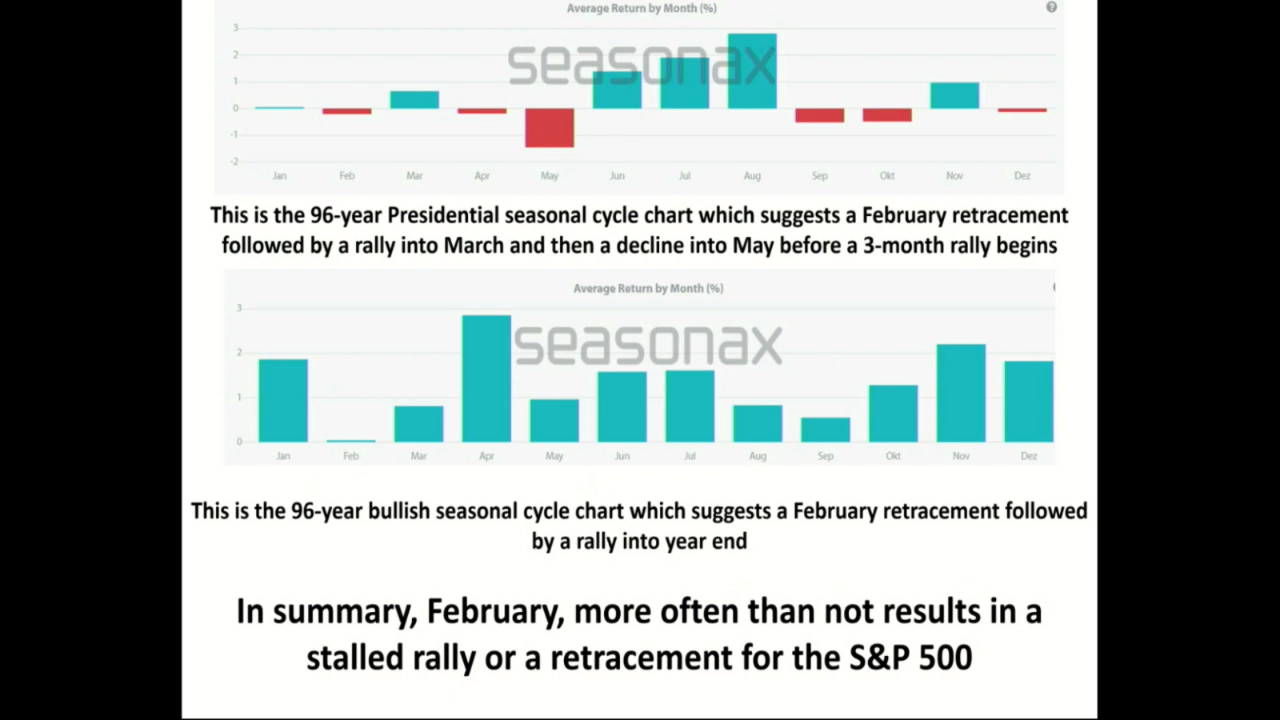 Average Return by Month (%)
?
seasonax
3
2
1
0
-1
-2
Jan Feb Mar Apr May Jun Jul Aug Sep Okt Nov Dez
This is the 96-year Presidential seasonal cycle chart which suggests a February retracement
followed by a rally into March and then a decline into May before a 3-month rally begins
Average Return by Month (%)
seasonax
3
2
1
0
Jan Feb Mar Apr May Jun Jul Aug Sep Okt Nov Dez
This is the 96-year bullish seasonal cycle chart which suggests a February retracement followed
by a rally into year end
In summary, February, more often than not results in a
stalled rally or a retracement for the S&P 500